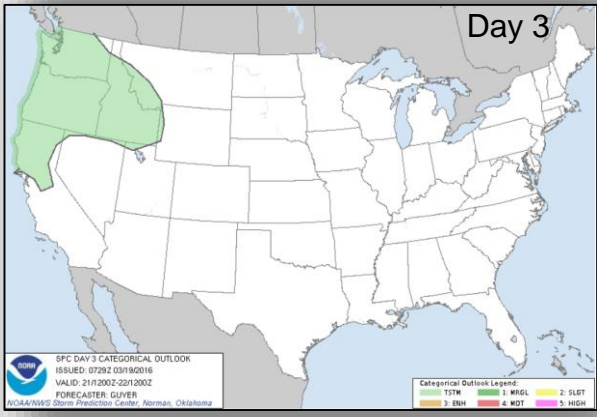 Day 3
noaa
SPC DAY 3 CATEGORICAL OUTLOOK
ISSUED: 0729Z 03/19/2016
VALID: 21/1200Z-22/1200Z
FORECASTER: GUYER
NOAA/NWS Storm Prediction Center, Norman, Oklahoma
Categorical Outlook Legend:
TSTM 1: MRGL 2: SLGT
3: ENH 4: MDT 5: HIGH